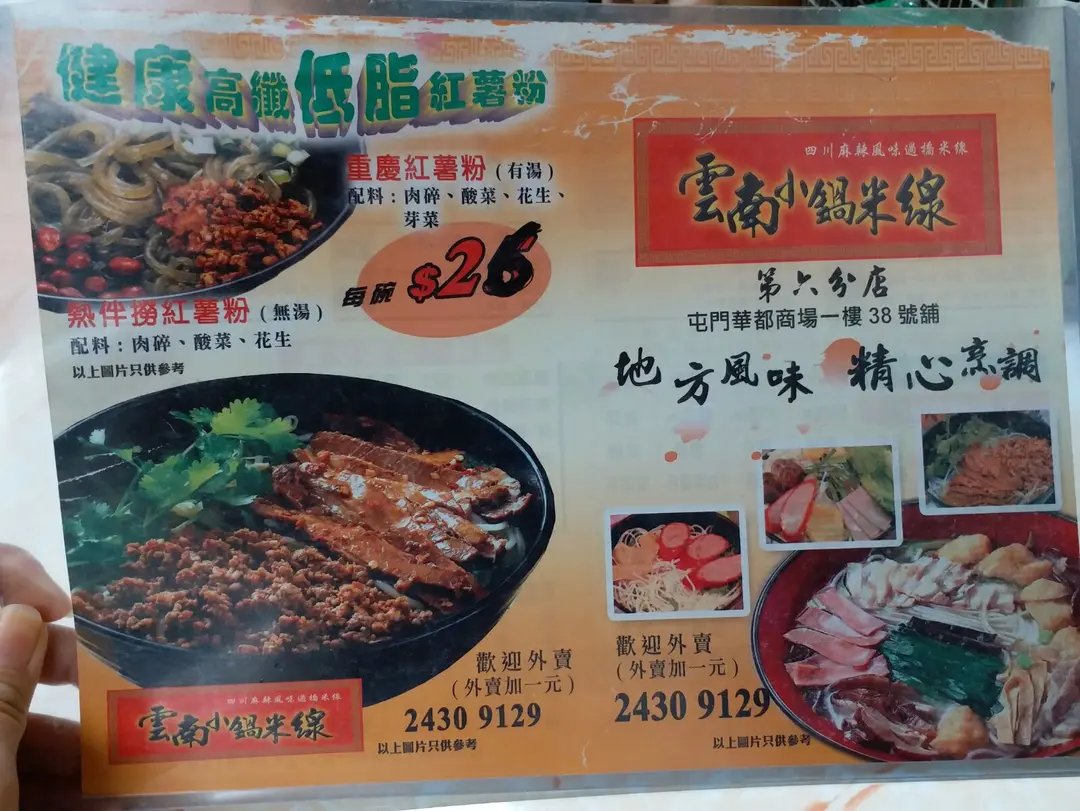 健康高纖低脂紅薯粉
重慶紅薯粉(有湯)
配料:肉碎、酸菜、花生、
芽菜
每碗 $26
熱伴撈紅薯粉(無湯)
配料:肉碎、酸菜、花生
以上圖片只供參考
歡迎外賣
(外賣加一元)
2430 9129
以上圖片只供參考
四川麻辣風味過橋米線
雲南小鍋米線
四川麻辣風味過橋米線
雲南小鍋米線
第六分店
屯門華都商場一樓38號舖
地方風味 精心烹調
歡迎外賣
(外賣加一元)
2430 9129
以上圖片只供參考